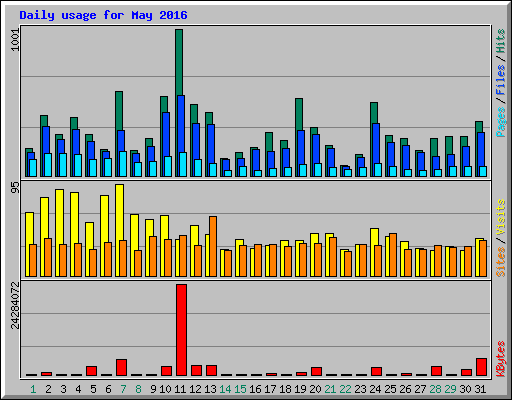 Daily usage for May 2016
1001
Pages / Files / Hits
95
Sites / Visits
24284072
KBytes
1 2 3 4 5 6 7 8 9 10 11 12 13 14 15 16 17 18 19 20 21 22 23 24 25 26 27 28 29 30 31